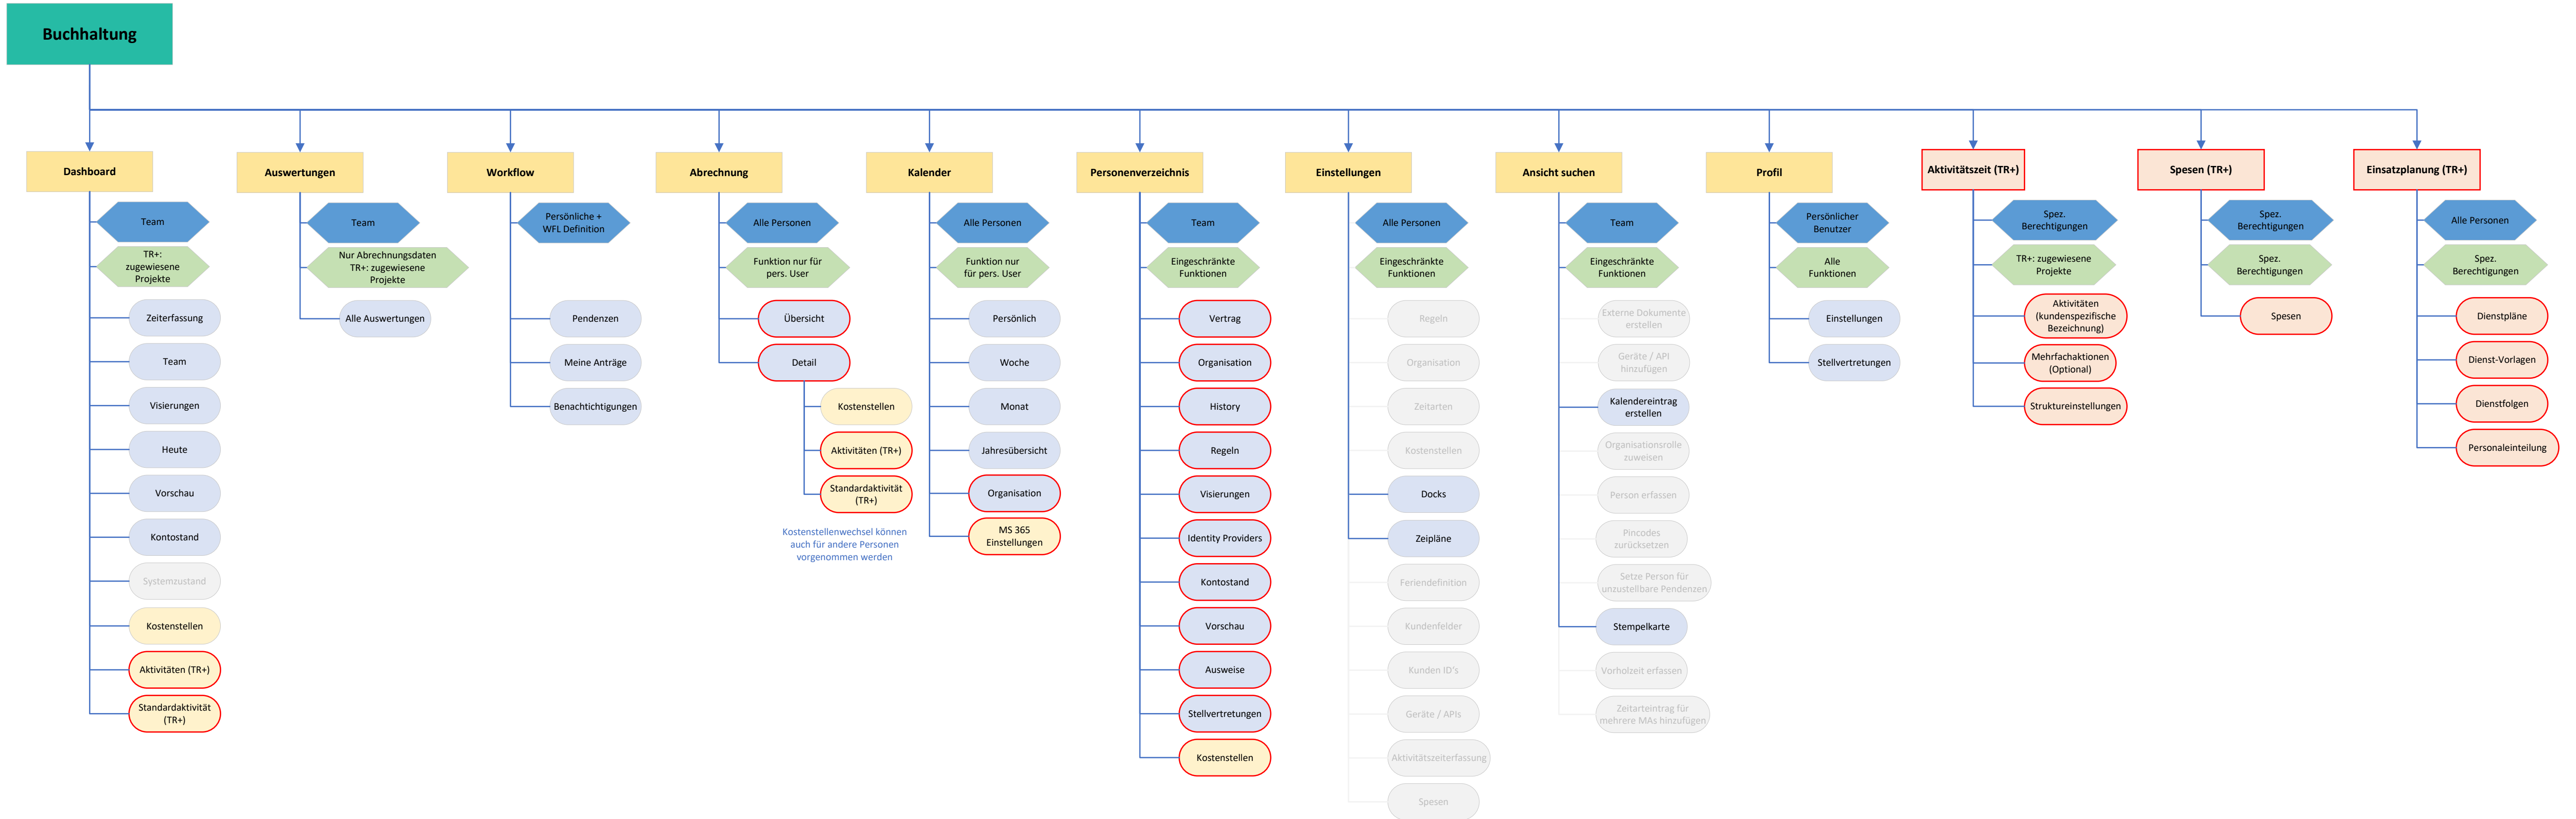 Buchhaltung
Dashboard
Team
TR+:
zugewiesene
Projekte
Zeiterfassung
Team
Visierungen
Heute
Vorschau
Kontostand
Systemzustand
Kostenstellen
Aktivitäten (TR+)
Standardaktivität
(TR+)
Auswertungen
Team
Nur Abrechnungsdaten
TR+: zugewiesene
Projekte
Alle Auswertungen
Workflow
Persönliche +
WFL Definition
Pendenzen
Meine Anträge
Benachtichtigungen
Abrechnung
Alle Personen
Funktion nur für
pers. User
Übersicht
Detail
Kostenstellen
Aktivitäten (TR+)
Standardaktivität
(TR+)
Kostenstellenwechsel können
auch für andere Personen
vorgenommen werden
Kalender
Alle Personen
Funktion nur
für pers. User
Persönlich
Woche
Monat
Jahresübersicht
Organisation
MS 365
Einstellungen
Personenverzeichnis
Team
Eingeschränkte
Funktionen
Vertrag
Organisation
History
Regeln
Visierungen
Identity Providers
Kontostand
Vorschau
Ausweise
Stellvertretungen
Kostenstellen
Einstellungen
Alle Personen
Eingeschränkte
Funktionen
Regeln
Organisation
Zeitarten
Kostenstellen
Docks
Zeipläne
Feriendefinition
Kundenfelder
Kunden ID's
Geräte / APIs
Aktivitätszeiterfassung
Spesen
Ansicht suchen
Team
Eingeschränkte
Funktionen
Externe Dokumente
erstellen
Geräte / API
hinzufügen
Kalendereintrag
erstellen
Organisationsrolle
zuweisen
Person erfassen
Pincodes
zurücksetzen
Setze Person für
unzustellbare Pendenzen
Stempelkarte
Vorholzeit erfassen
Zeitarteintrag für
mehrere MAs hinzufügen
Profil
Persönlicher
Benutzer
Alle
Funktionen
Einstellungen
Stellvertretungen
Aktivitätszeit (TR+)
Spez.
Berechtigungen
TR+: zugewiesene
Projekte
Aktivitäten
(kundenspezifische
Bezeichnung)
Mehrfachaktionen
(Optional)
Struktureinstellungen
Spesen (TR+)
Spez.
Berechtigungen
Spez.
Berechtigungen
Spesen
Einsatzplanung (TR+)
Alle Personen
Spez.
Berechtigungen
Dienstpläne
Dienst-Vorlagen
Dienstfolgen
Personaleinteilung